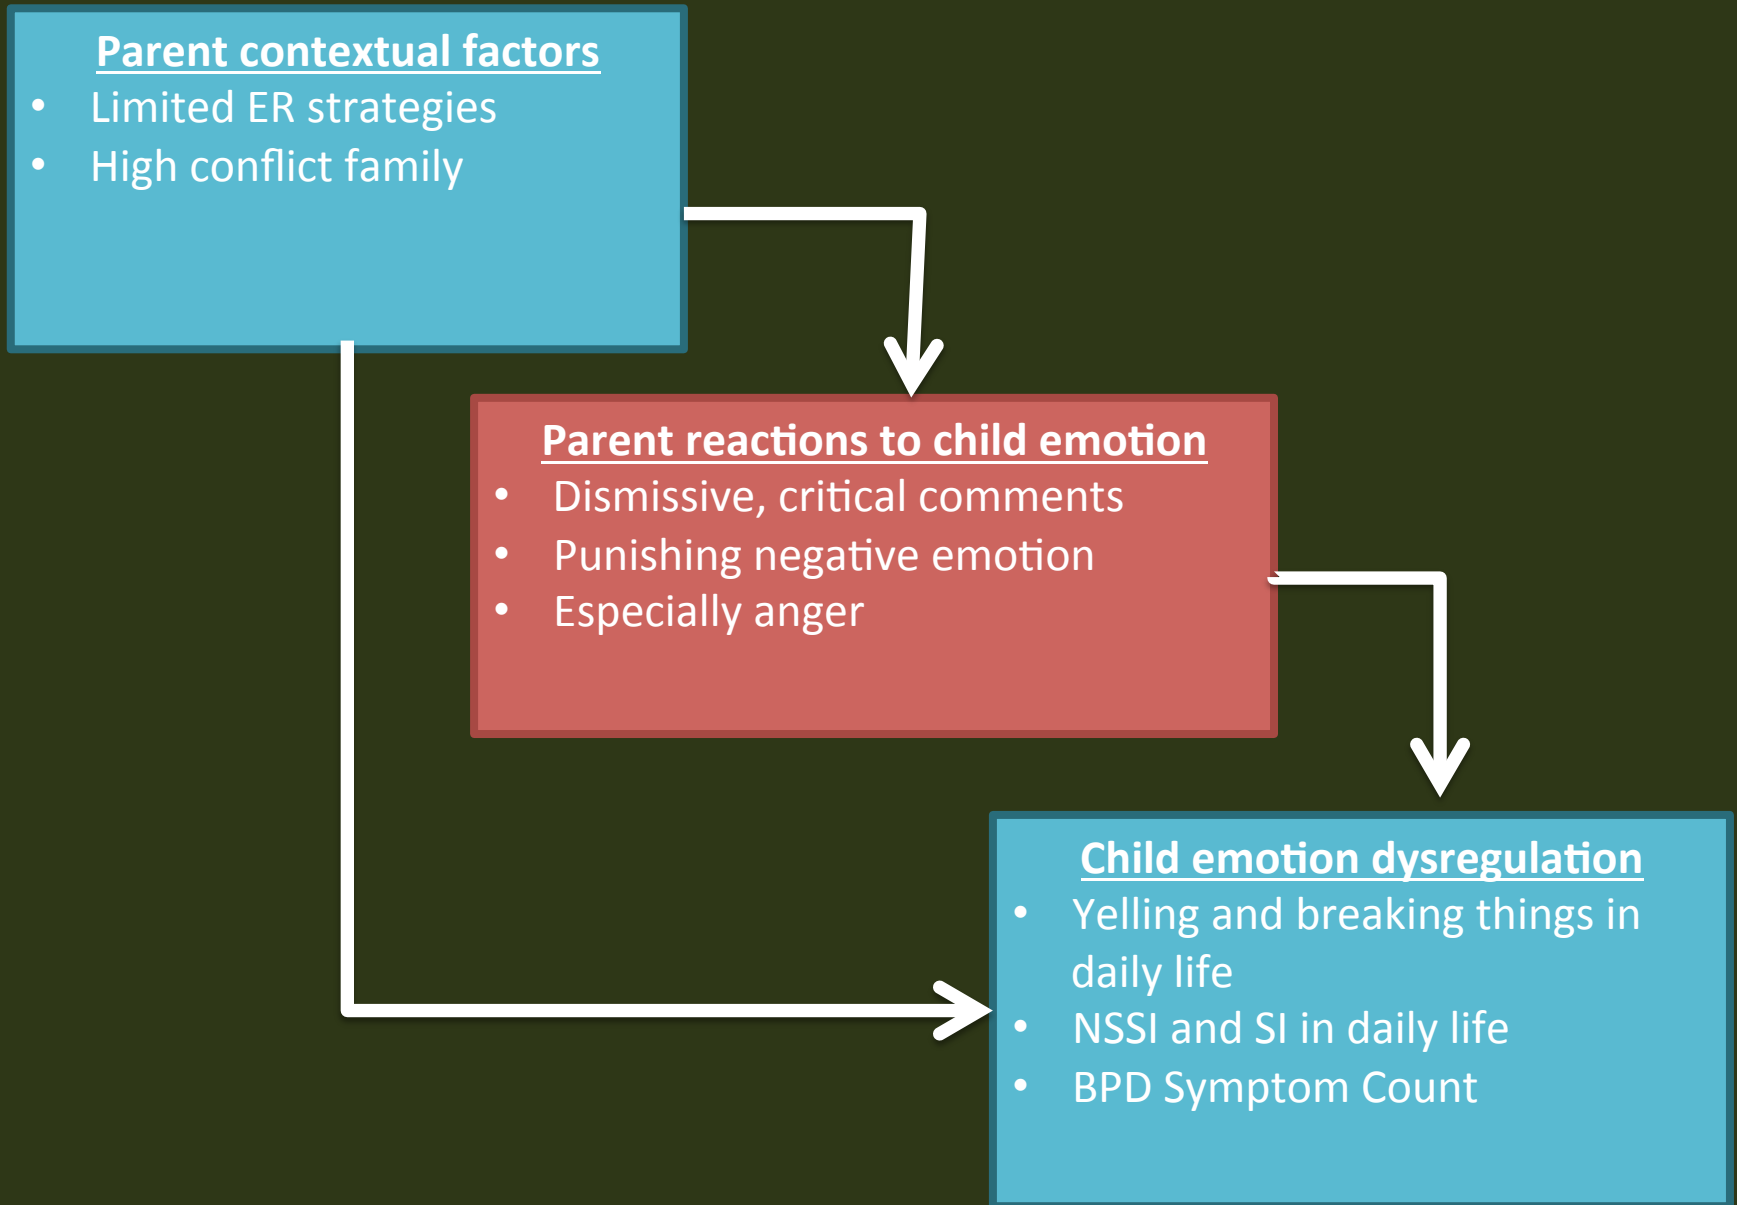 Parent contextual factors
• Limited ER strategies
• High conflict family
Parent reactions to child emotion
• Dismissive, critical comments
• Punishing negative emotion
• Especially anger
Child emotion dysregulation
• Yelling and breaking things in
daily life
• NSSI and SI in daily life
• BPD Symptom Count